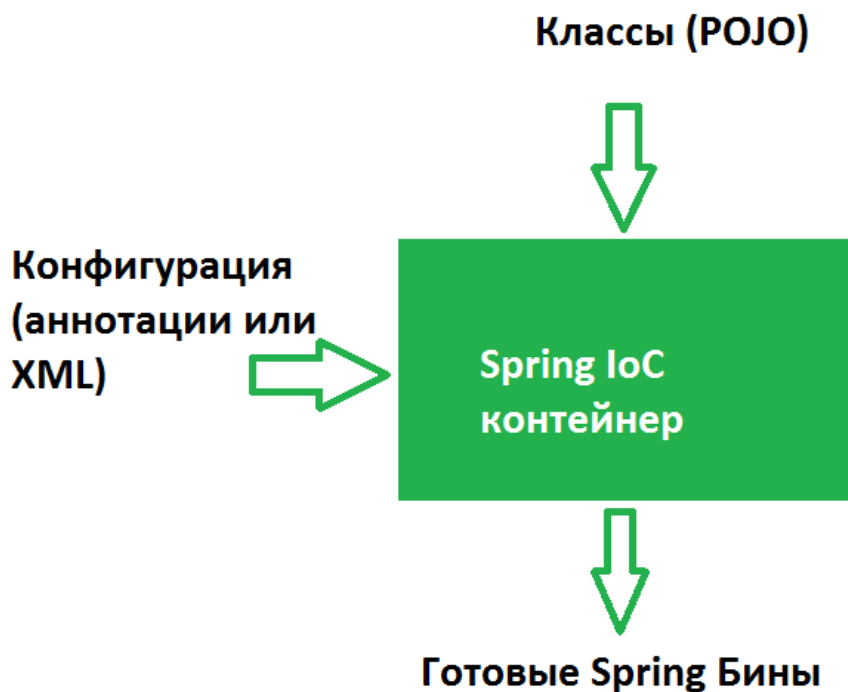 Классы (POJO)
Конфигурация
(аннотации или
XML)
Spring IoC
контейнер
Готовые Spring Бины